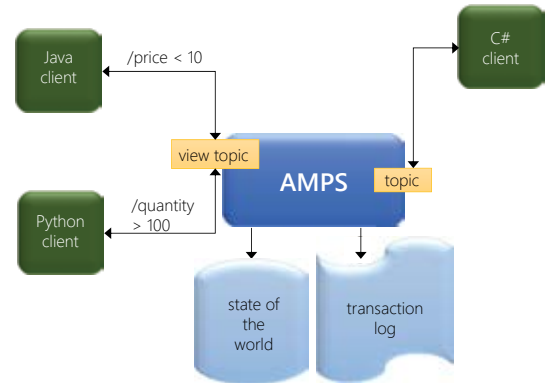 Java
client
/price < 10
C#
client
view topic
AMPS
topic
Python
client
/quantity
> 100
state of
the
world
transaction
log